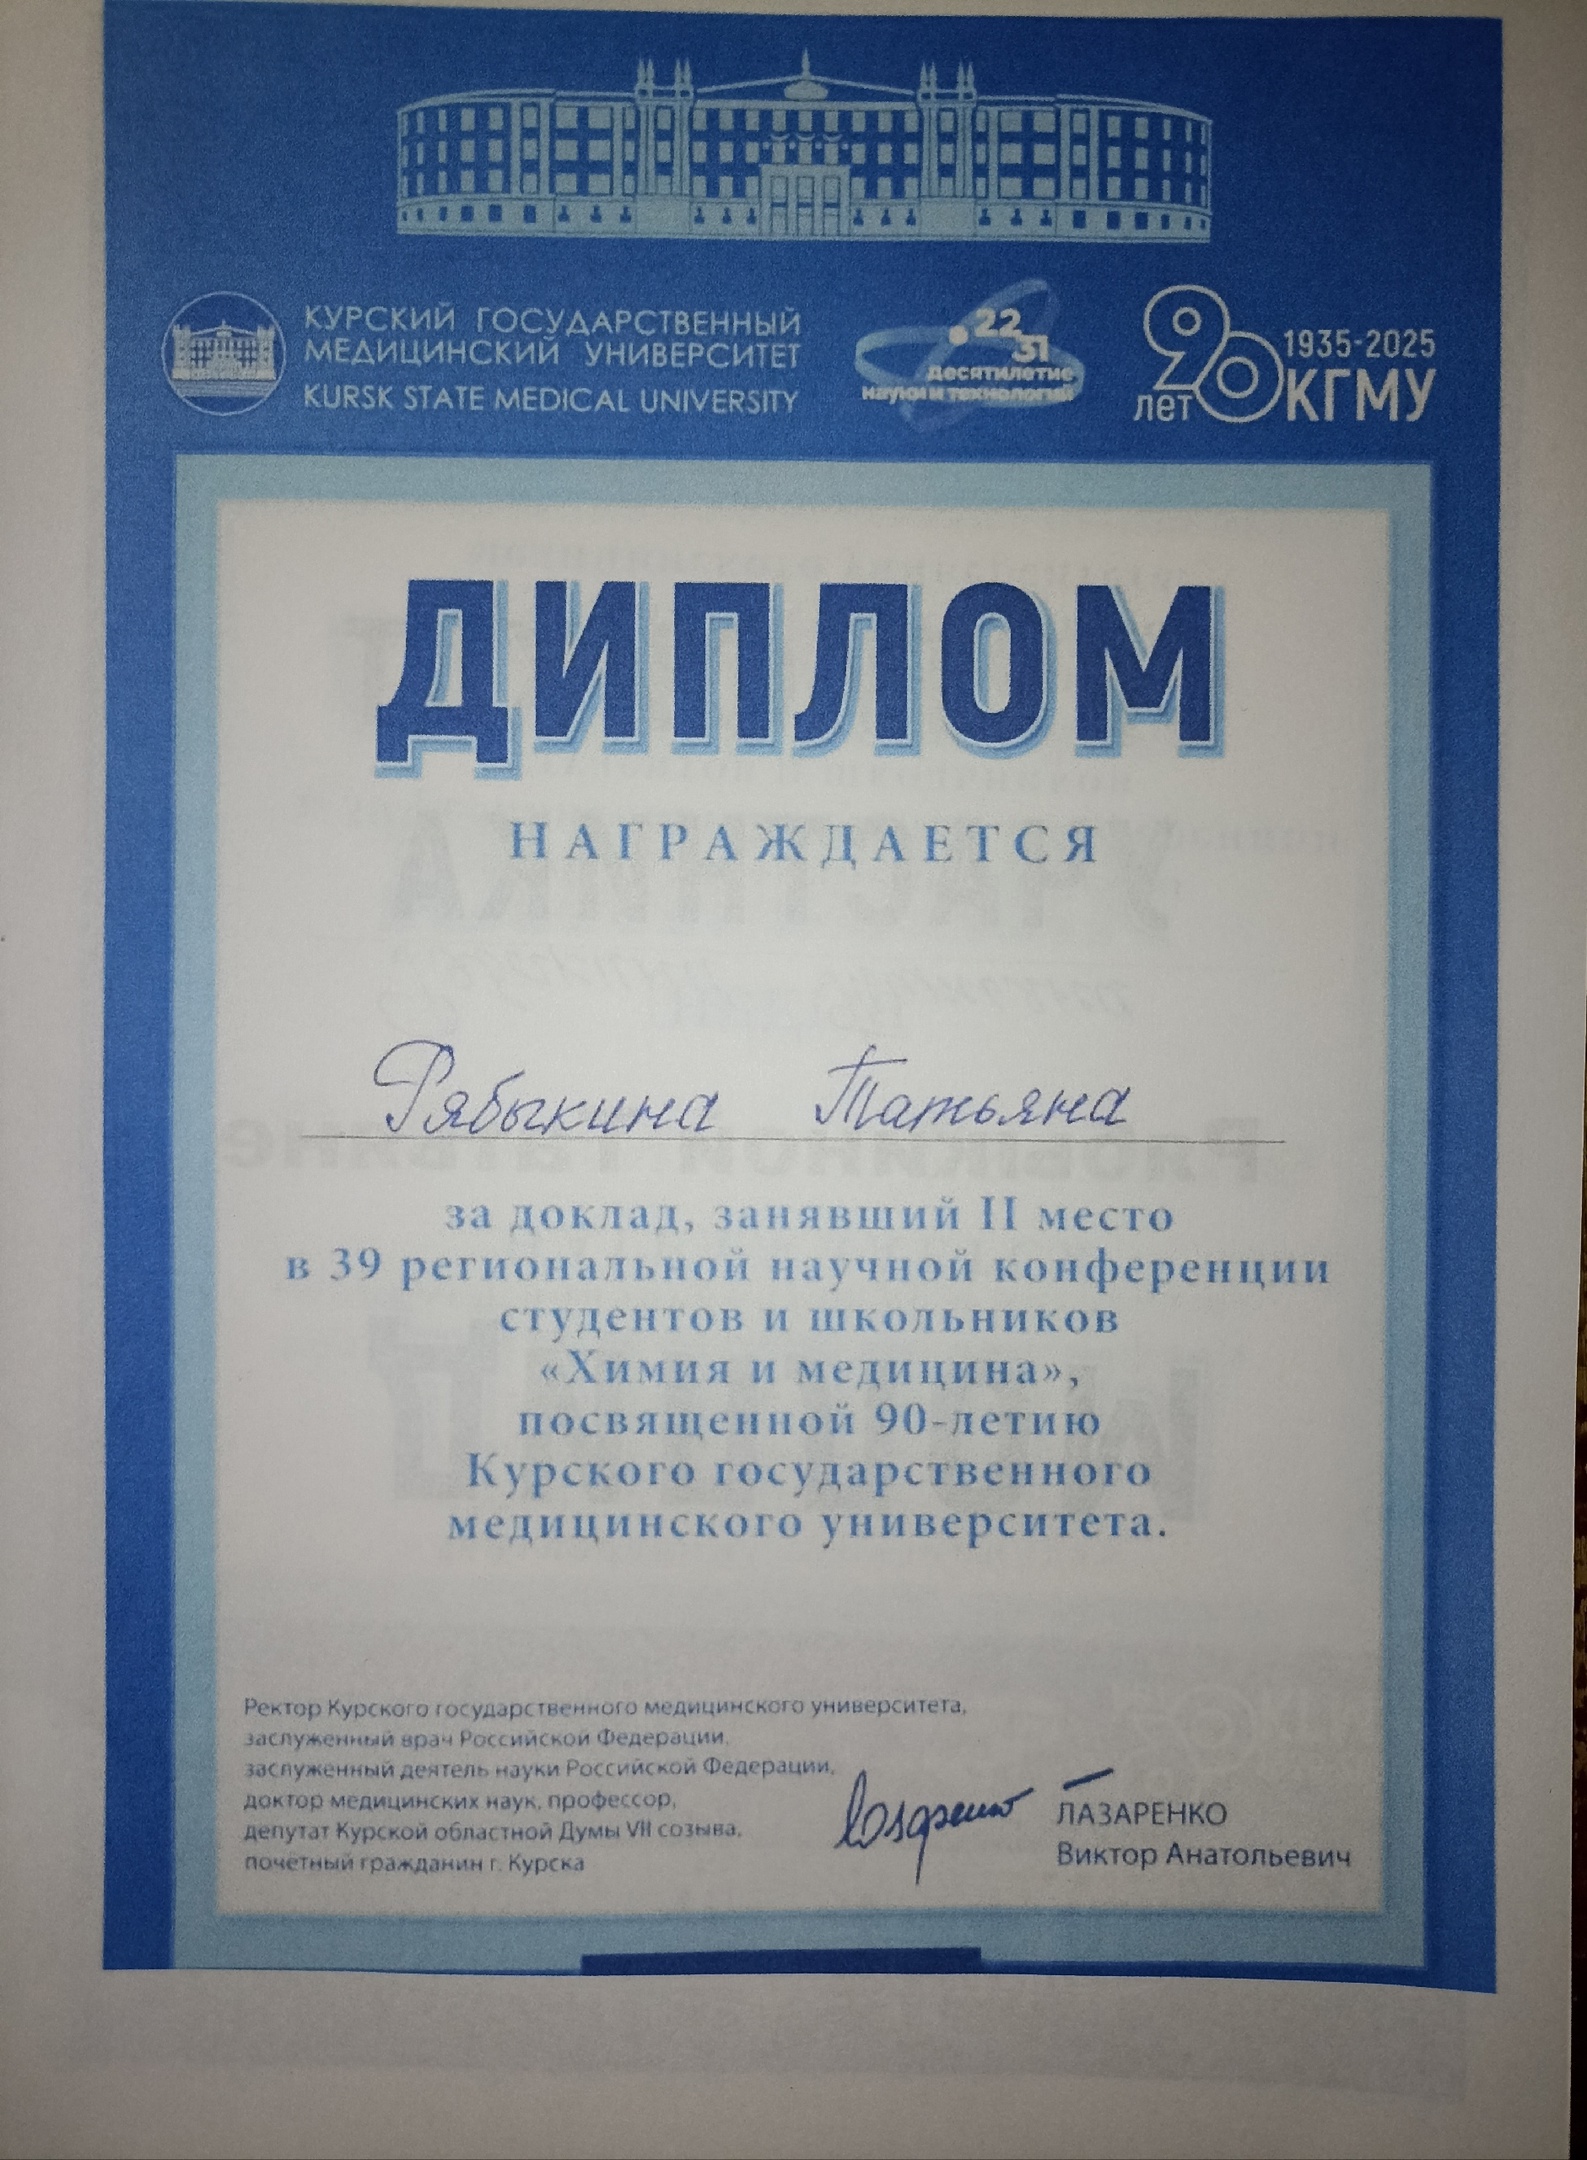 КУРСКИЙ ГОСУДАРСТВЕННЫЙ
МЕДИЦИНСКИЙ УНИВЕРСИТЕТ
KURSK STATE MEDICAL UNIVERSITY
22
31
десятилетие
науки и технологий
90
лет
1935-2025
КГМУ
ДИПЛОМ
НАГРАЖДАЕТСЯ
Рябыкина Татьяна
за доклад, занявший II место
в 39 региональной научной конференции
студентов и школьников
«Химия и медицина»,
посвященной 90-летию
Курского государственного
медицинского университета.
Ректор Курского государственного медицинского университета,
заслуженный врач Российской Федерации,
заслуженный деятель науки Российской Федерации,
доктор медицинских наук, профессор,
депутат Курской областной Думы VII созыва,
почётный гражданин г. Курска
ЛАЗАРЕНКО
Виктор Анатольевич